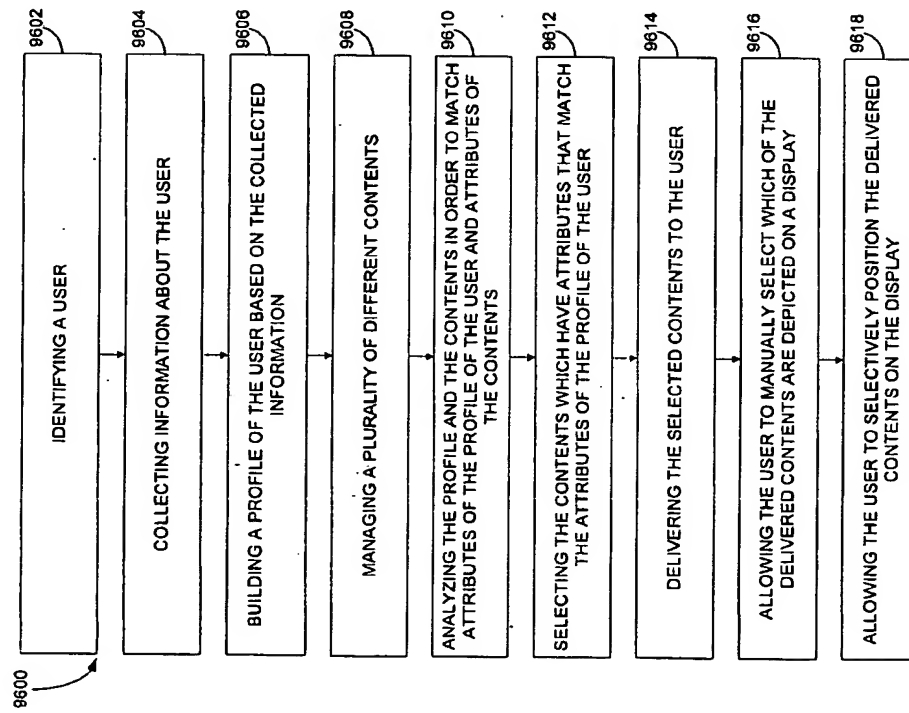 9600
9602
IDENTIFYING A USER
9604
COLLECTING INFORMATION ABOUT THE USER
9606
BUILDING A PROFILE OF THE USER BASED ON THE COLLECTED
INFORMATION
9608
MANAGING A PLURALITY OF DIFFERENT CONTENTS
9610
ANALYZING THE PROFILE AND THE CONTENTS IN ORDER TO MATCH
ATTRIBUTES OF THE PROFILE OF THE USER AND ATTRIBUTES OF
THE CONTENTS
9612
SELECTING THE CONTENTS WHICH HAVE ATTRIBUTES THAT MATCH
THE ATTRIBUTES OF THE PROFILE OF THE USER
9614
DELIVERING THE SELECTED CONTENTS TO THE USER
9616
ALLOWING THE USER TO MANUALLY SELECT WHICH OF THE
DELIVERED CONTENTS ARE DEPICTED ON A DISPLAY
9618
ALLOWING THE USER TO SELECTIVELY POSITION THE DELIVERED
CONTENTS ON THE DISPLAY